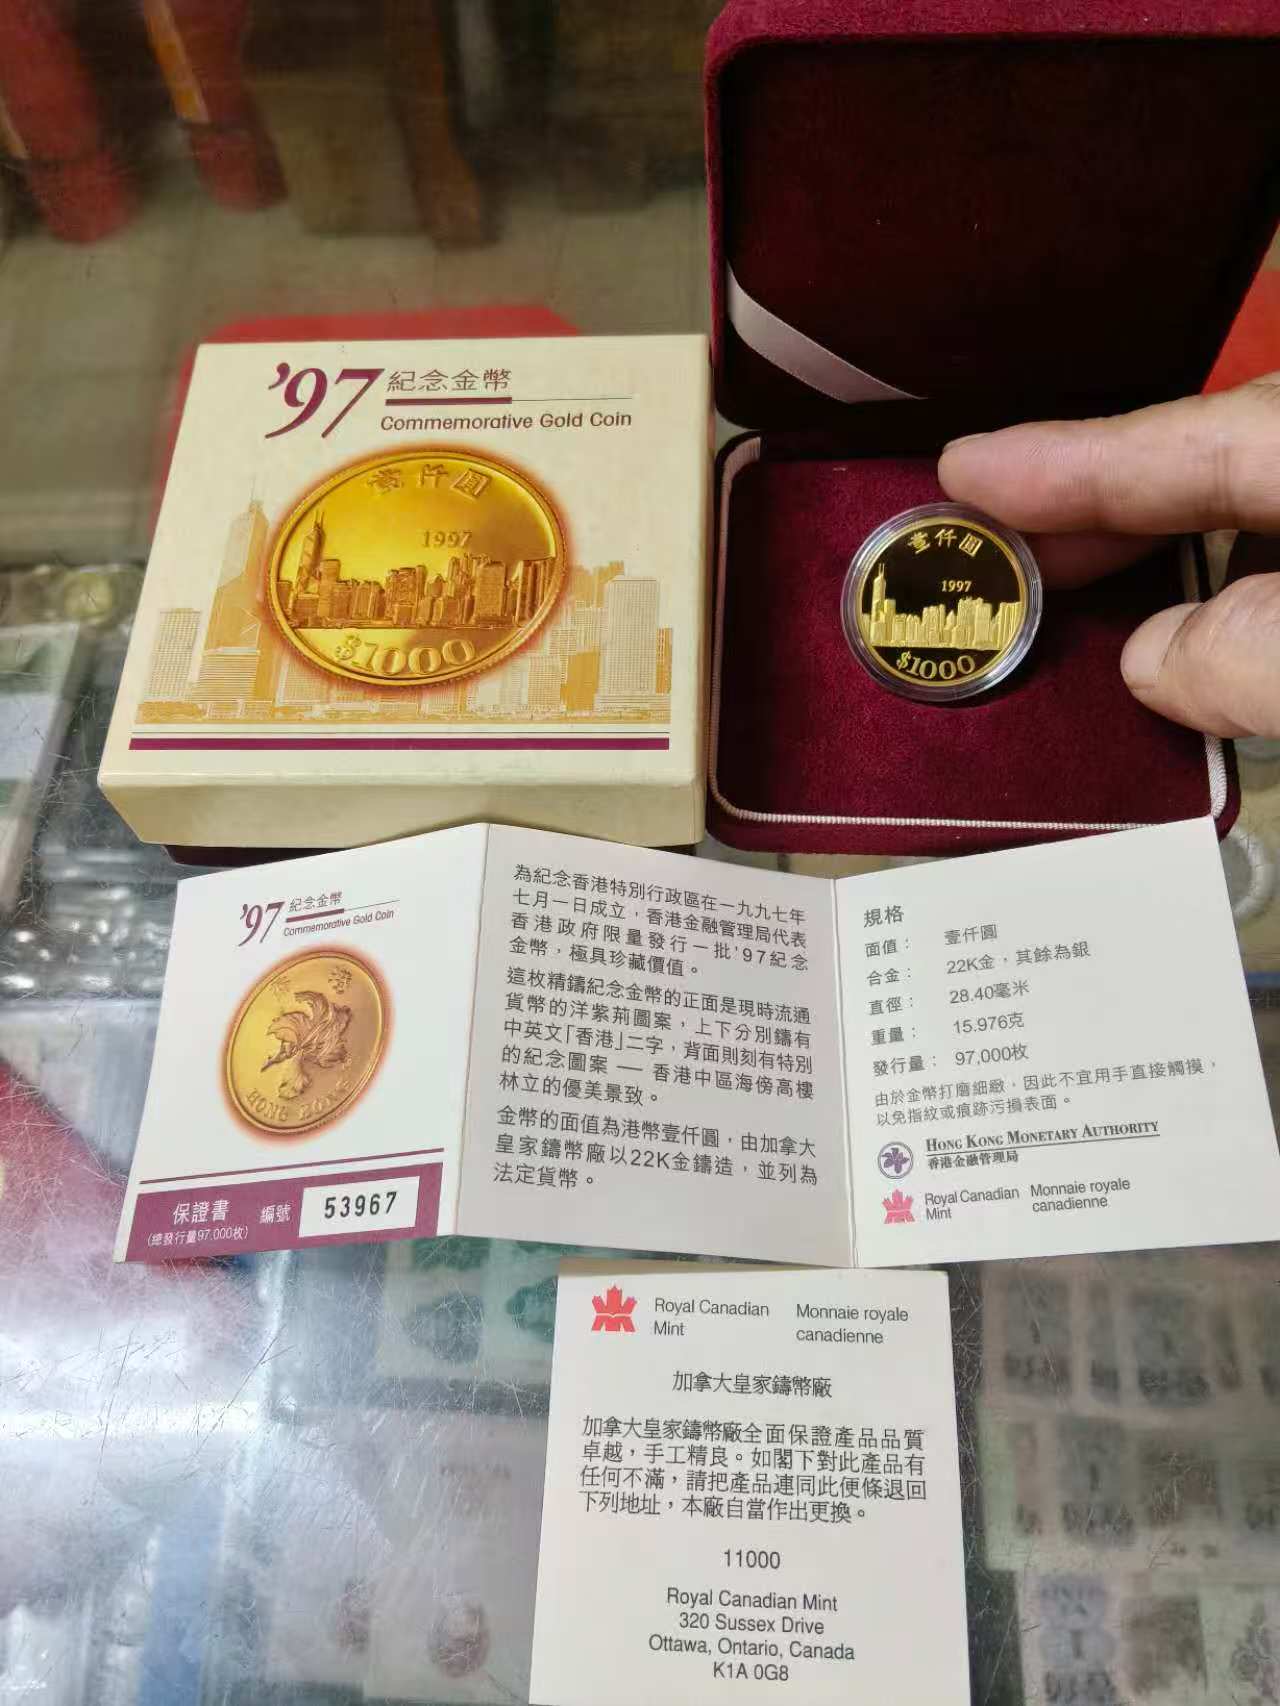 '97 紀念金幣
Commemorative Gold Coin
壹仟圓
1997
$1000
壹仟圓
1997
$1000
'97 紀念金幣
Commemorative Gold Coin
香 港
HONG KONG
保證書 編號 53967
(總發行量97,000枚)
為紀念香港特別行政區在一九九七年
七月一日成立，香港金融管理局代表
香港政府限量發行一批'97紀念
金幣，極具珍藏價值。
這枚精鑄紀念金幣的正面是現時流通
貨幣的洋紫荊圖案，上下分別鑄有
中英文「香港」二字，背面則刻有特別
的紀念圖案 — 香港中區海傍高樓
林立的優美景致。
金幣的面值為港幣壹仟圓，由加拿大
皇家鑄幣廠以22K金鑄造，並列為
法定貨幣。
規格
面值： 壹仟圓
合金： 22K金，其餘為銀
直徑： 28.40毫米
重量： 15.976克
發行量： 97,000枚
由於金幣打磨細緻，因此不宜用手直接觸摸，
以免指紋或痕跡污損表面。
HONG KONG MONETARY AUTHORITY
香港金融管理局
Royal Canadian Monnaie royale
Mint canadienne
Royal Canadian Monnaie royale
Mint canadienne
加拿大皇家鑄幣廠
加拿大皇家鑄幣廠全面保證產品品質
卓越，手工精良。如閣下對此產品有
任何不滿，請把產品連同此便條退回
下列地址，本廠自當作出更換。
11000
Royal Canadian Mint
320 Sussex Drive
Ottawa, Ontario, Canada
K1A 0G8